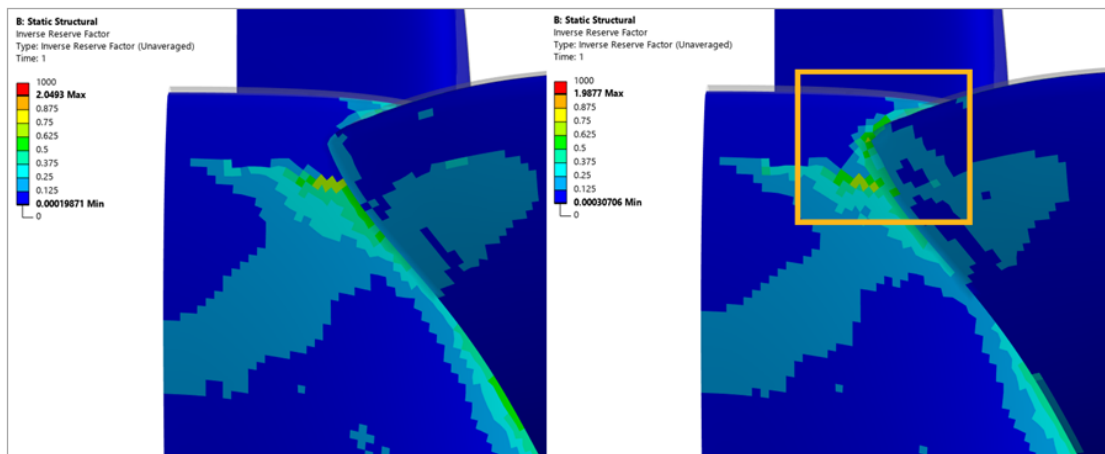 B: Static Structural
Inverse Reserve Factor
Type: Inverse Reserve Factor (Unaveraged)
Time: 1
1000
2.0493 Max
0.875
0.75
0.625
0.5
0.375
0.25
0.125
0.00019871 Min
0
B: Static Structural
Inverse Reserve Factor
Type: Inverse Reserve Factor (Unaveraged)
Time: 1
1000
1.9877 Max
0.875
0.75
0.625
0.5
0.375
0.25
0.125
0.00030706 Min
0